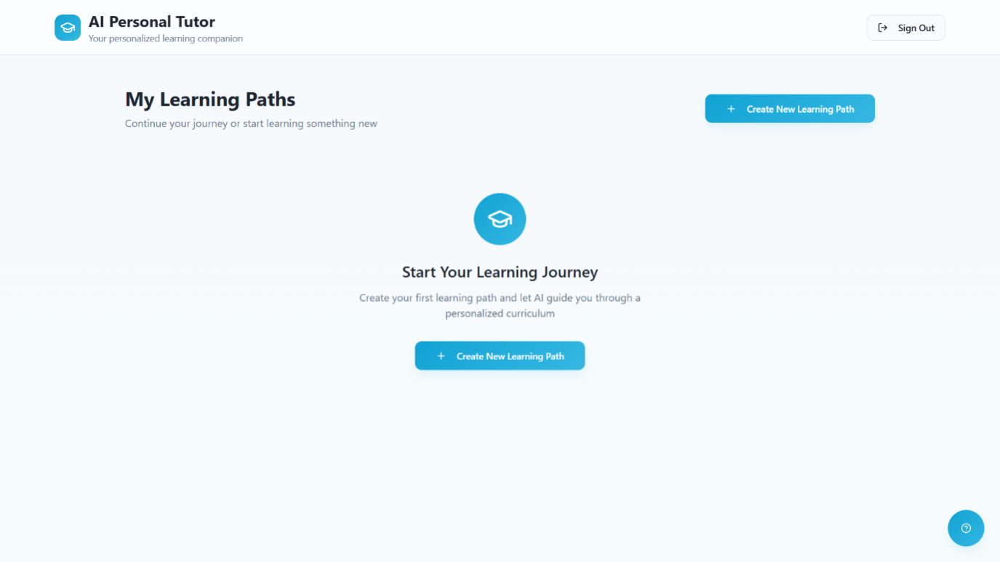 AI Personal Tutor
Your personalized learning companion
Sign Out
My Learning Paths
Continue your journey or start learning something new
Create New Learning Path
Start Your Learning Journey
Create your first learning path and let AI guide you through a
personalized curriculum
Create New Learning Path